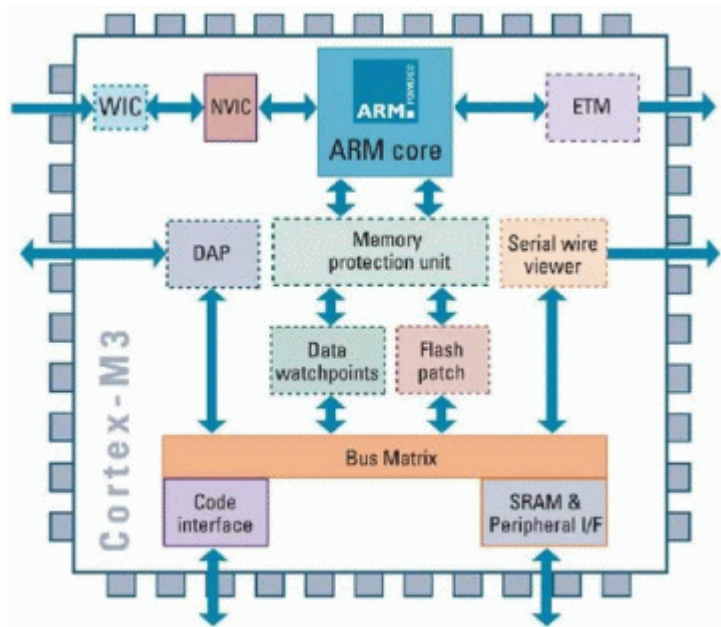 WIC
NVIC
ARM
POWERED
ARM core
ETM
DAP
Memory
protection unit
Serial wire
viewer
Data
watchpoints
Flash
patch
Cortex-M3
Bus Matrix
Code
interface
SRAM &
Peripheral I/F